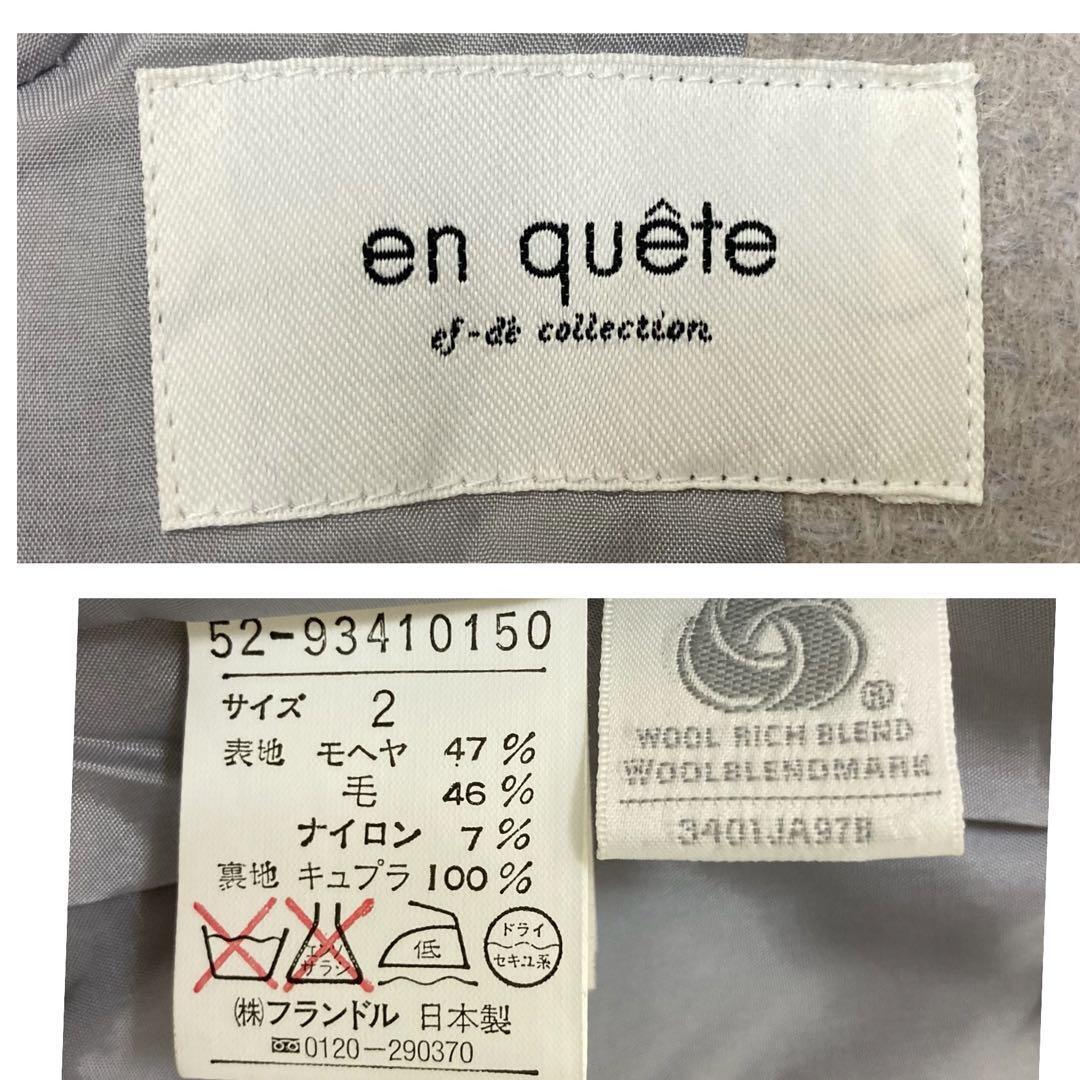 en quête
ef-dè collection
52-93410150
サイズ 2
表地 モヘヤ 47%
毛 46%
ナイロン 7%
裏地 キュプラ 100%
エンソサラシ 低 ドライセキユ系
(株)フランドル 日本製
0120-290370
WOOL RICH BLEND
WOOLBLENDMARK
3401JA97B